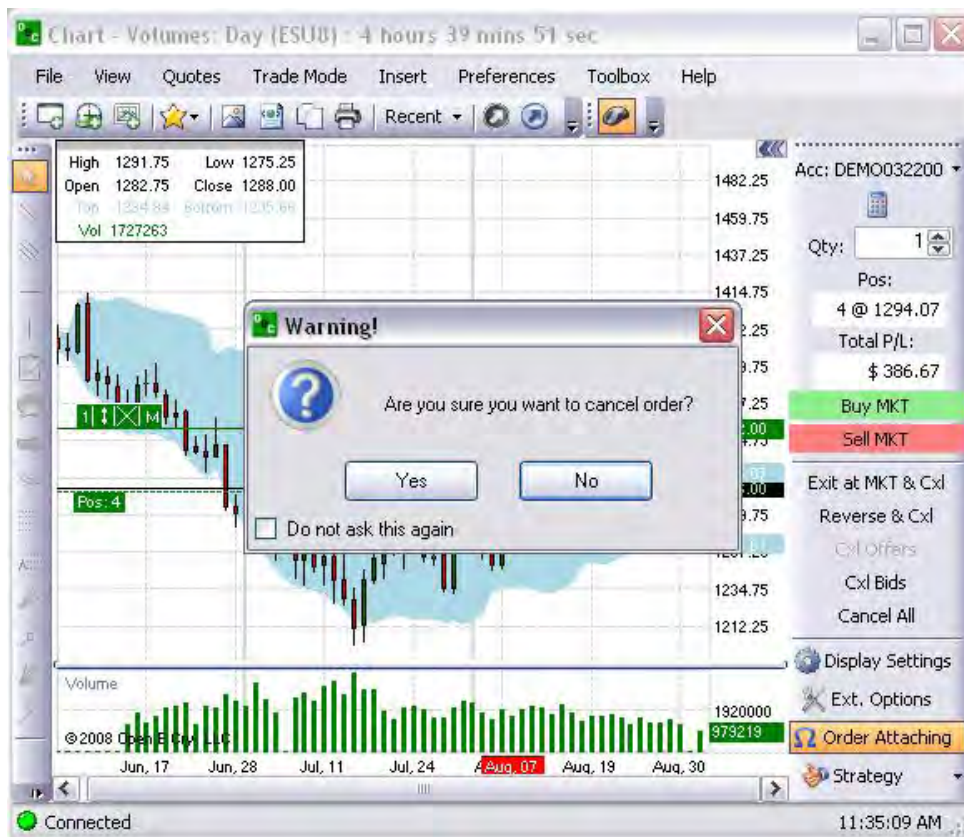 Chart - Volumes: Day (ESU8) : 4 hours 39 mins 51 sec
File View Quotes Trade Mode Insert Preferences Toolbox Help
Recent
High 1291.75 Low 1275.25
Open 1282.75 Close 1288.00
Vol 1727263
1482.25
1459.75
1437.25
1414.75
Acc: DEMO032200
Qty: 1
Pos:
4 @ 1294.07
Total P/L:
$ 386.67
Buy MKT
Sell MKT
Exit at MKT & Cxl
Reverse & Cxl
Cxl Offers
Cxl Bids
Cancel All
Display Settings
Ext. Options
Order Attaching
Strategy
Warning!
Are you sure you want to cancel order?
Yes No
Do not ask this again
1 M
Pos: 4
1234.75
1212.25
Volume
1920000
979219
Jun, 17 Jun, 28 Jul, 11 Jul, 24 Aug, 07 Aug, 19 Aug, 30
Connected 11:35:09 AM